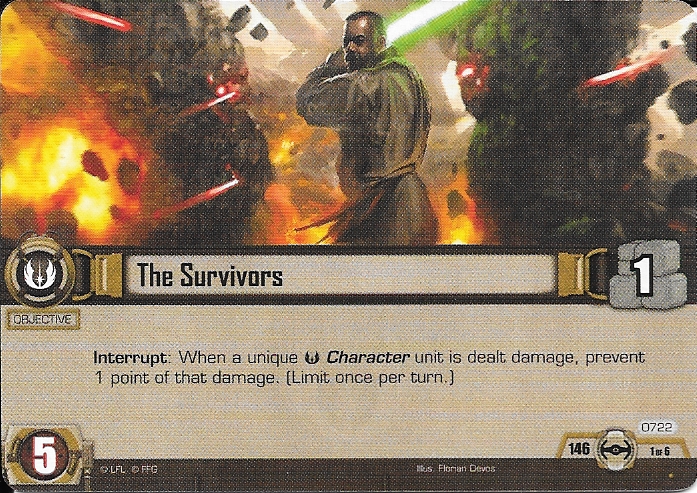 The Survivors
1
OBJECTIVE
Interrupt: When a unique Character unit is dealt damage, prevent
1 point of that damage. (Limit once per turn.)
5
0722
146
1 OF 6
© LFL © FFG
Illus. Florian Devos